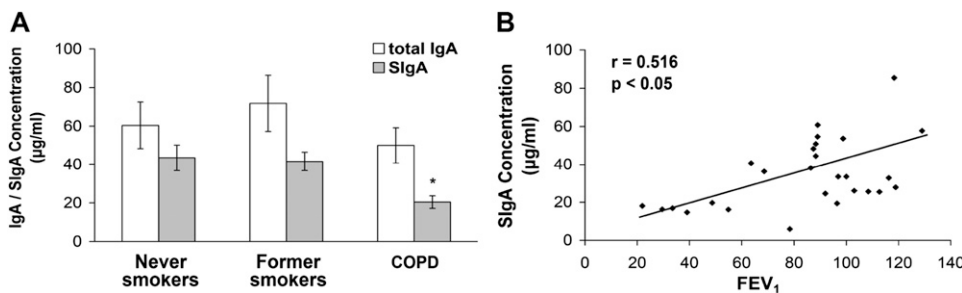 A
IgA / SIgA Concentration
(µg/ml)
100
80
60
40
20
0
total IgA
SIgA
*
Never
smokers
Former
smokers
COPD
B
SIgA Concentration
(µg/ml)
100
80
60
40
20
0
r = 0.516
p < 0.05
0 20 40 60 80 100 120 140
FEV₁